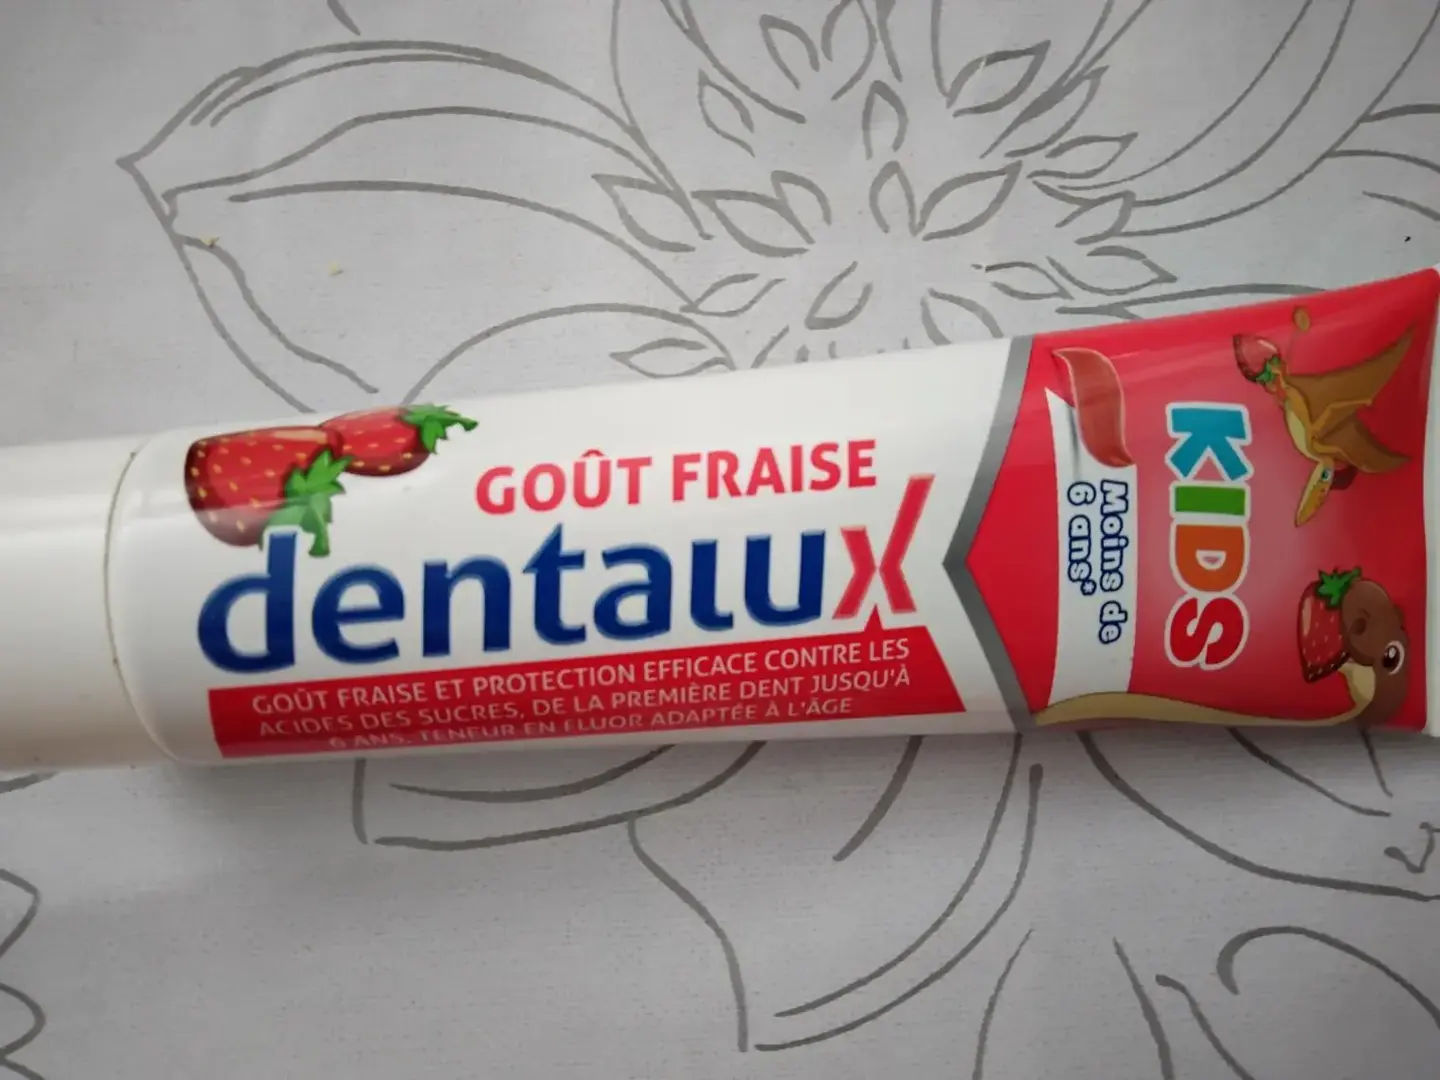 GOÛT FRAISE
dentalux
GOÛT FRAISE ET PROTECTION EFFICACE CONTRE LES
ACIDES DES SUCRES, DE LA PREMIÈRE DENT JUSQU'À
6 ANS, TENEUR EN FLUOR ADAPTÉE À L'ÂGE
KIDS
Moins de
6 ans*